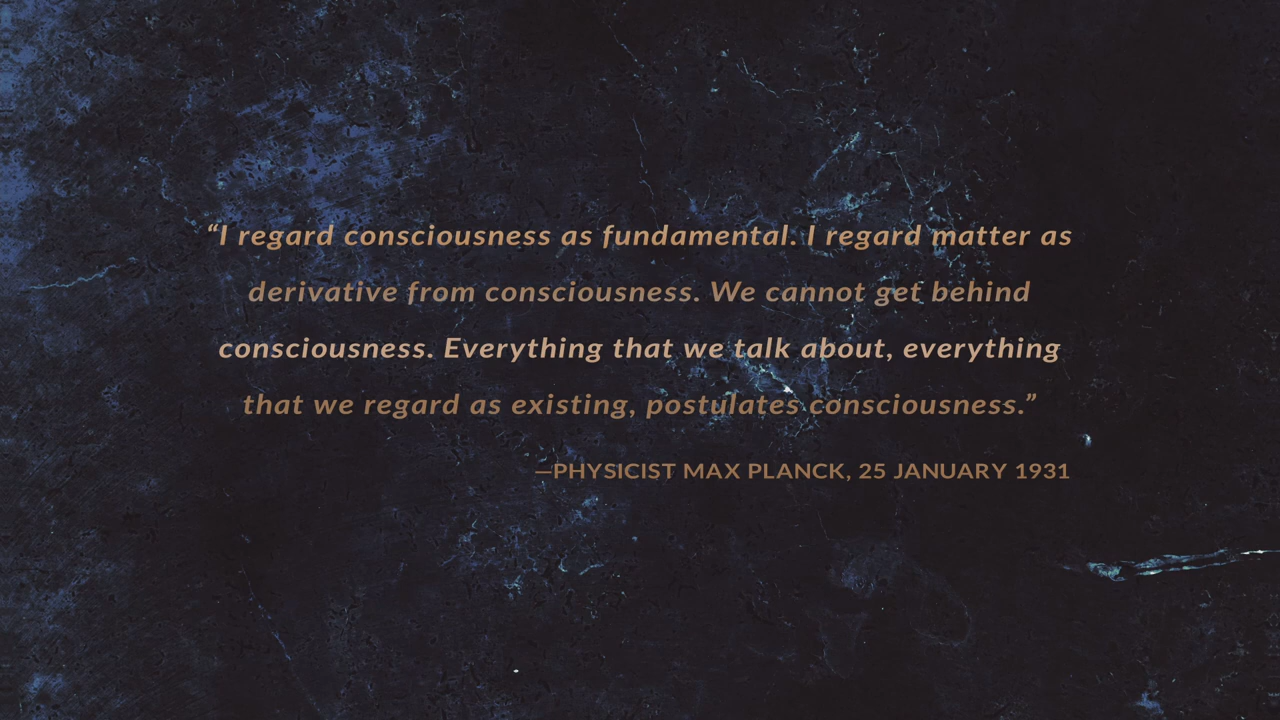 “I regard consciousness as fundamental. I regard matter as
derivative from consciousness. We cannot get behind
consciousness. Everything that we talk about, everything
that we regard as existing, postulates consciousness.”
—PHYSICIST MAX PLANCK, 25 JANUARY 1931